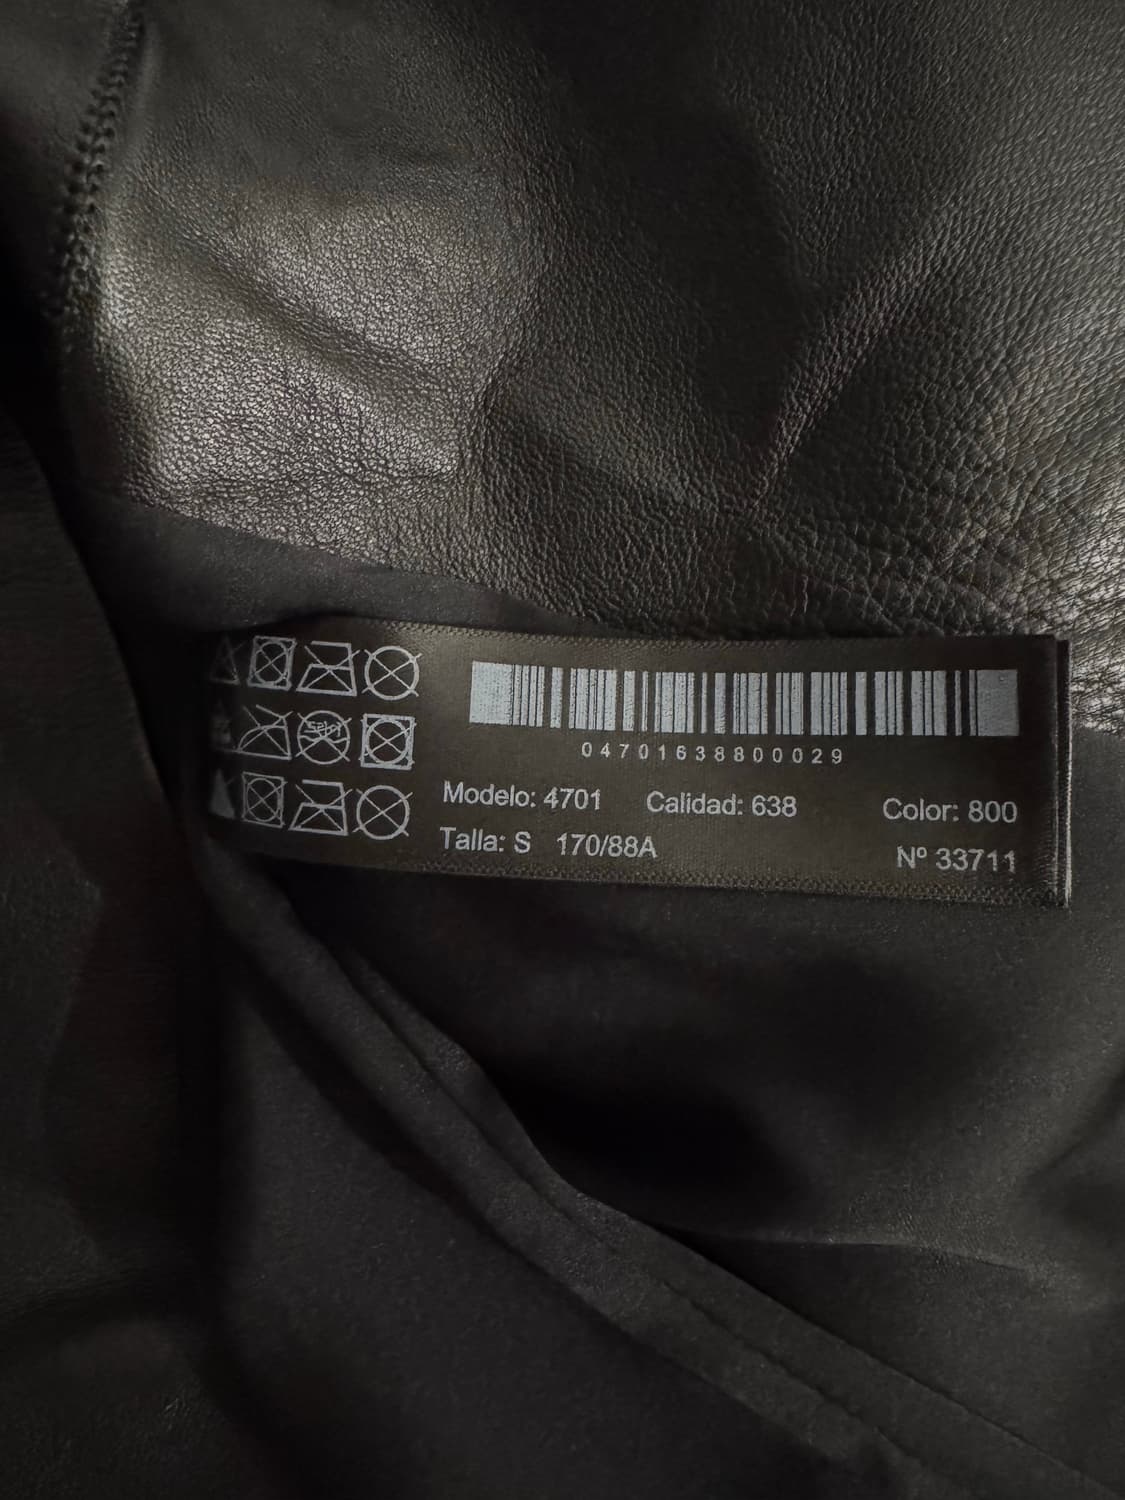 04701638800029
Modelo: 4701 Calidad: 638 Color: 800
Talla: S 170/88A Nº 33711